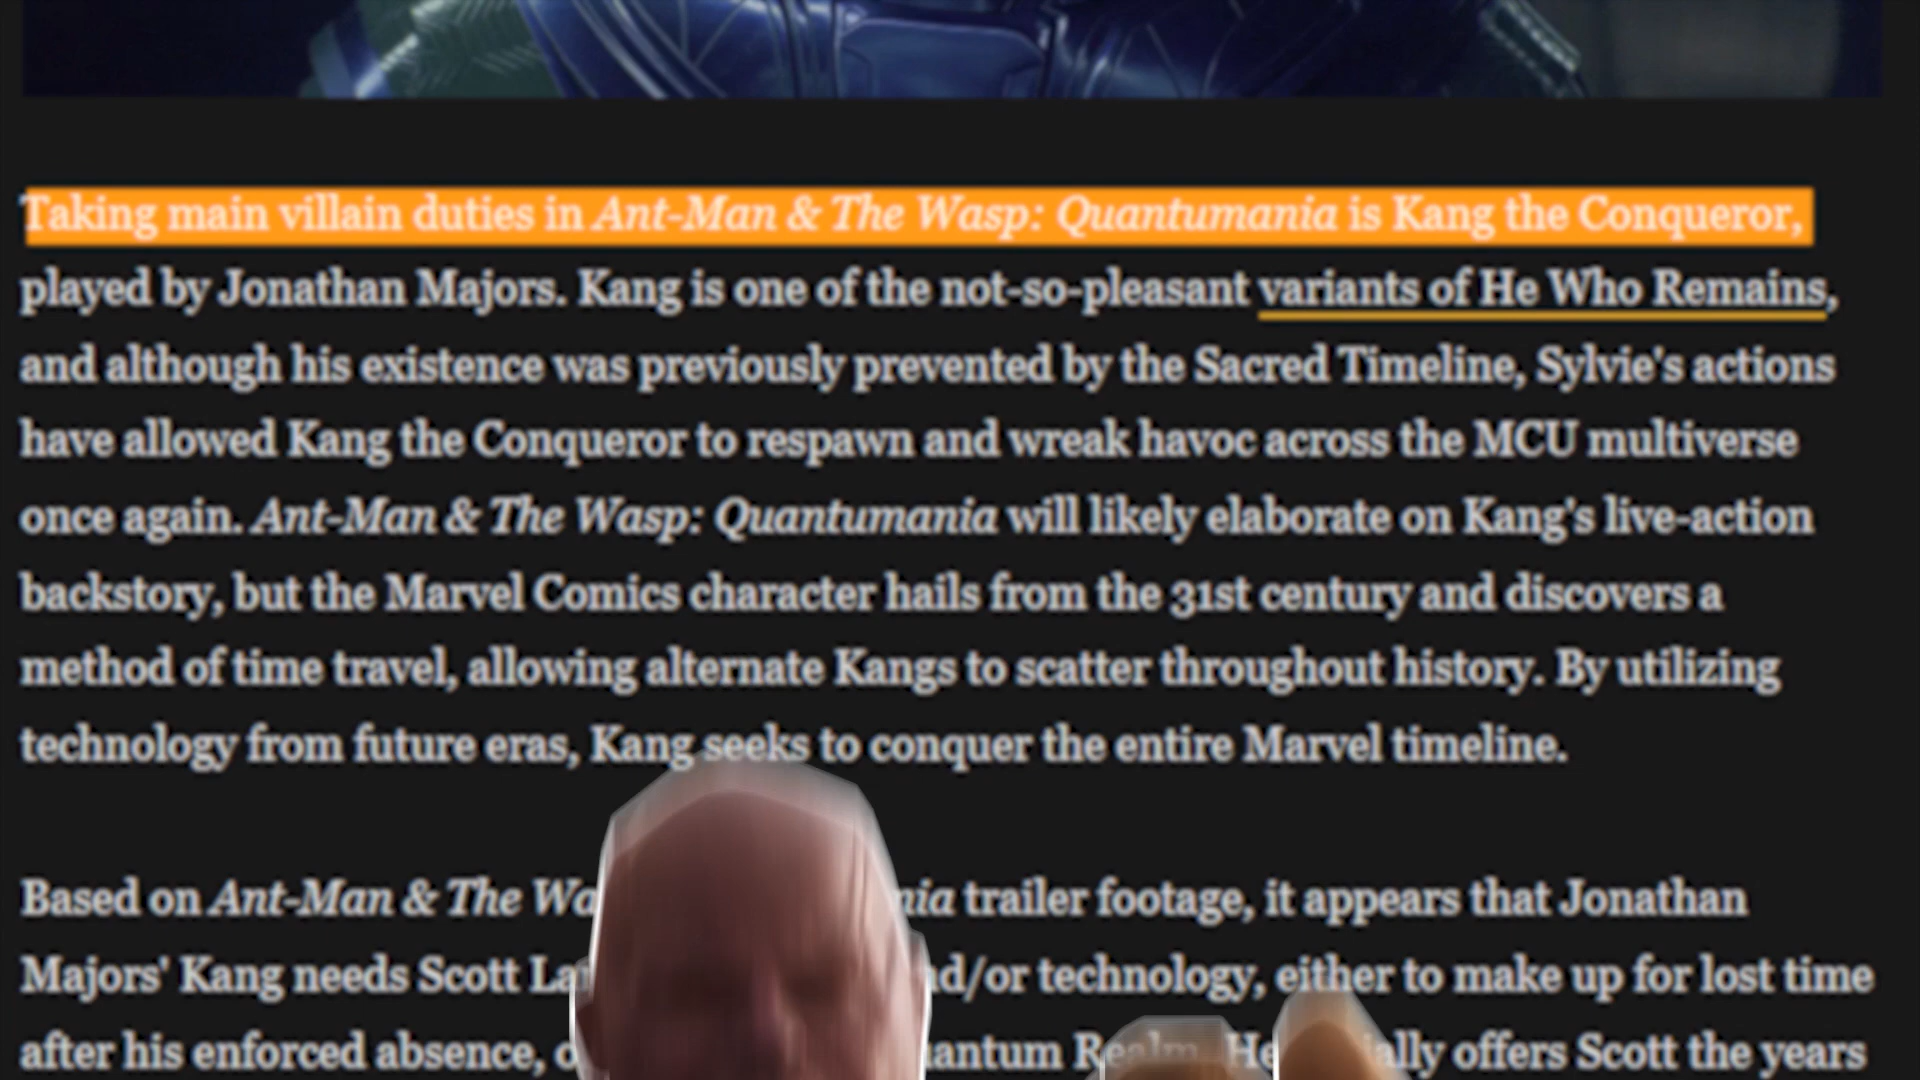 Taking main villain duties in Ant-Man & The Wasp: Quantumania is Kang the Conqueror,
played by Jonathan Majors. Kang is one of the not-so-pleasant variants of He Who Remains,
and although his existence was previously prevented by the Sacred Timeline, Sylvie's actions
have allowed Kang the Conqueror to respawn and wreak havoc across the MCU multiverse
once again. Ant-Man & The Wasp: Quantumania will likely elaborate on Kang's live-action
backstory, but the Marvel Comics character hails from the 31st century and discovers a
method of time travel, allowing alternate Kangs to scatter throughout history. By utilizing
technology from future eras, Kang seeks to conquer the entire Marvel timeline.
Based on Ant-Man & The trailer footage, it appears that Jonathan
Majors' Kang needs Scott technology, either to make up for lost time
after his enforced absence, Realm. He offers Scott the years